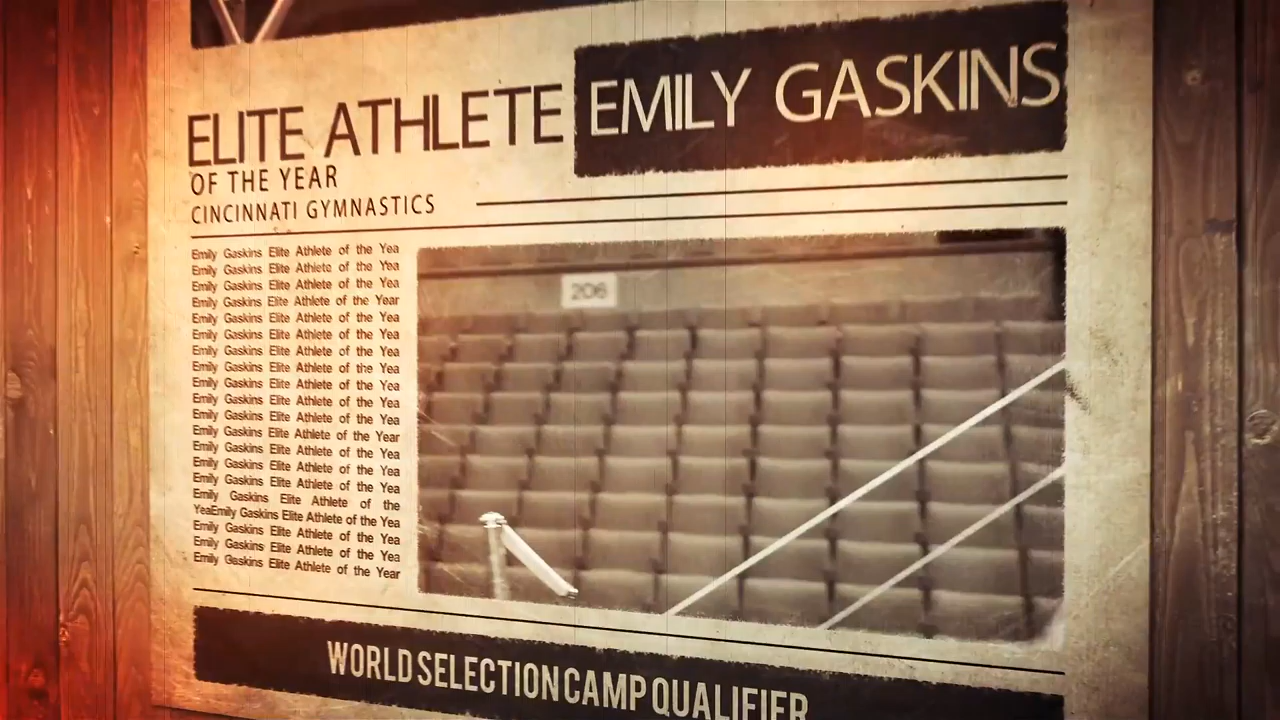 ELITE ATHLETE EMILY GASKINS
OF THE YEAR
CINCINNATI GYMNASTICS
Emily Gaskins Elite Athlete of the Yea
Emily Gaskins Elite Athlete of the Yea
Emily Gaskins Elite Athlete of the Yea
Emily Gaskins Elite Athlete of the Year
Emily Gaskins Elite Athlete of the Yea
Emily Gaskins Elite Athlete of the Yea
Emily Gaskins Elite Athlete of the Yea
Emily Gaskins Elite Athlete of the Yea
Emily Gaskins Elite Athlete of the Yea
Emily Gaskins Elite Athlete of the Yea
Emily Gaskins Elite Athlete of the Yea
Emily Gaskins Elite Athlete of the Year
Emily Gaskins Elite Athlete of the Yea
Emily Gaskins Elite Athlete of the Yea
Emily Gaskins Elite Athlete of the Yea
Emily Gaskins Elite Athlete of the
YeaEmily Gaskins Elite Athlete of the Yea
Emily Gaskins Elite Athlete of the Yea
Emily Gaskins Elite Athlete of the Yea
Emily Gaskins Elite Athlete of the Yea
206
WORLD SELECTION CAMP QUALIFIER